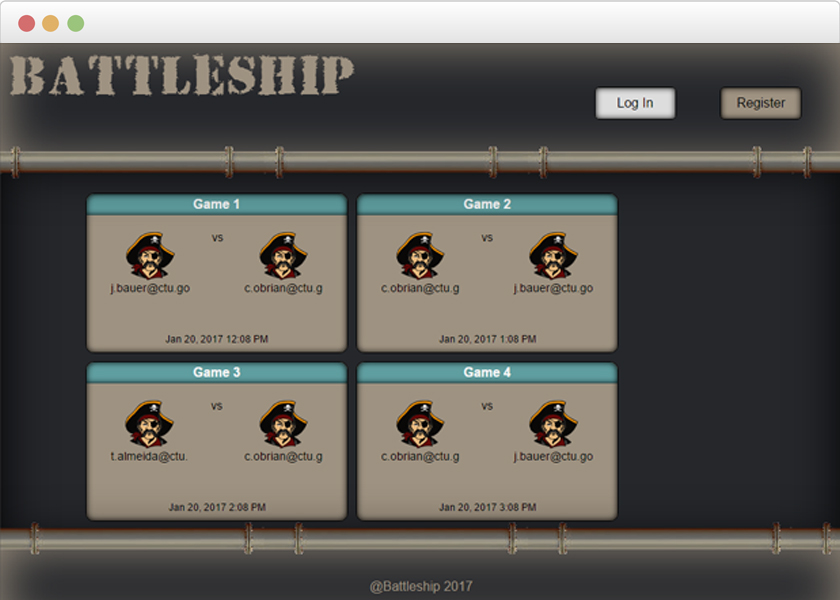 BATTLESHIP
Log In
Register
Game 1
vs
j.bauer@ctu.go
c.obrian@ctu.g
Jan 20, 2017 12:08 PM
Game 2
vs
c.obrian@ctu.g
j.bauer@ctu.go
Jan 20, 2017 1:08 PM
Game 3
vs
t.almeida@ctu.
c.obrian@ctu.g
Jan 20, 2017 2:08 PM
Game 4
vs
c.obrian@ctu.g
j.bauer@ctu.go
Jan 20, 2017 3:08 PM
@Battleship 2017